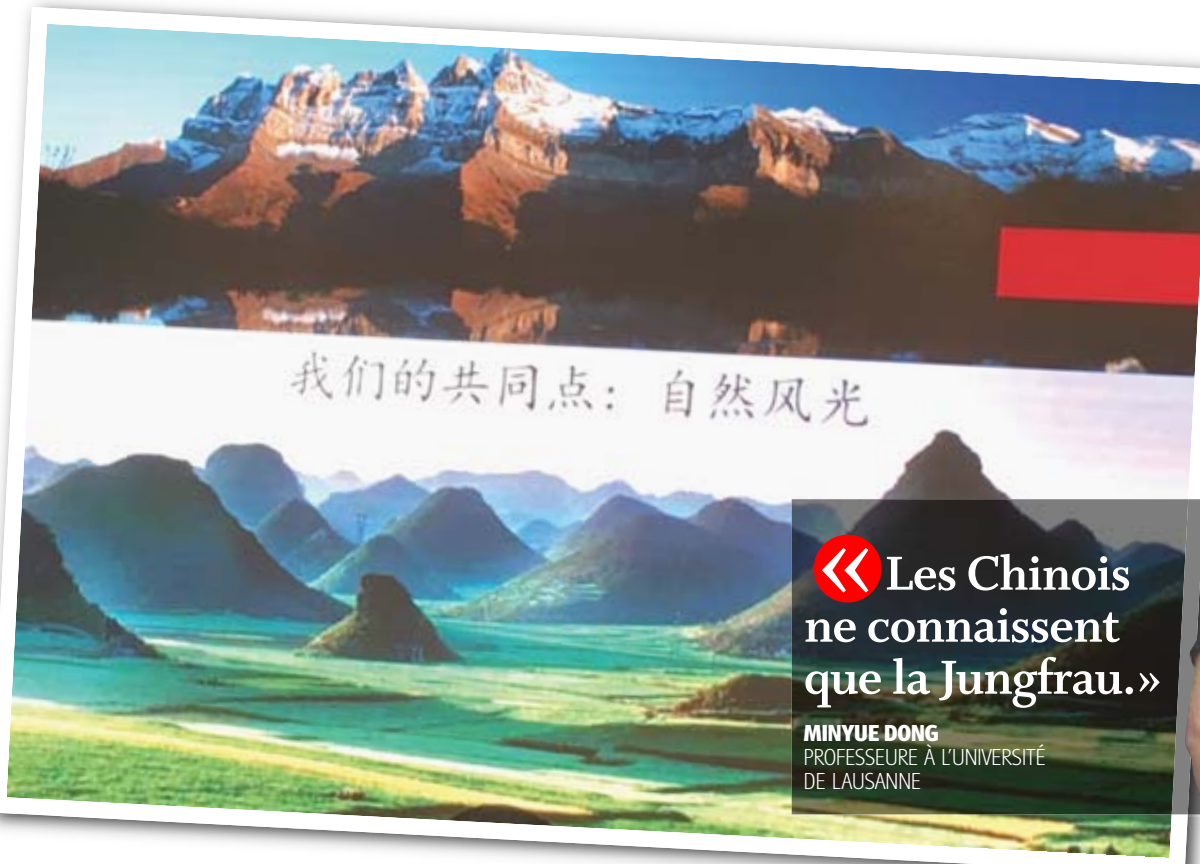 我们的共同点：自然风光
«Les Chinois
ne connaissent
que la Jungfrau.»
MINYUE DONG
PROFESSEURE À L'UNIVERSITÉ
DE LAUSANNE